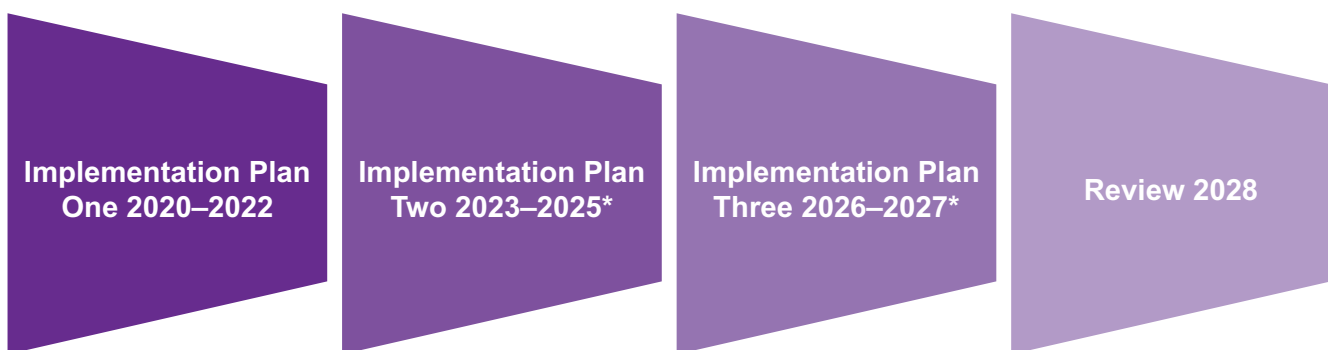 Implementation Plan
One 2020–2022
Implementation Plan
Two 2023–2025*
Implementation Plan
Three 2026–2027*
Review 2028